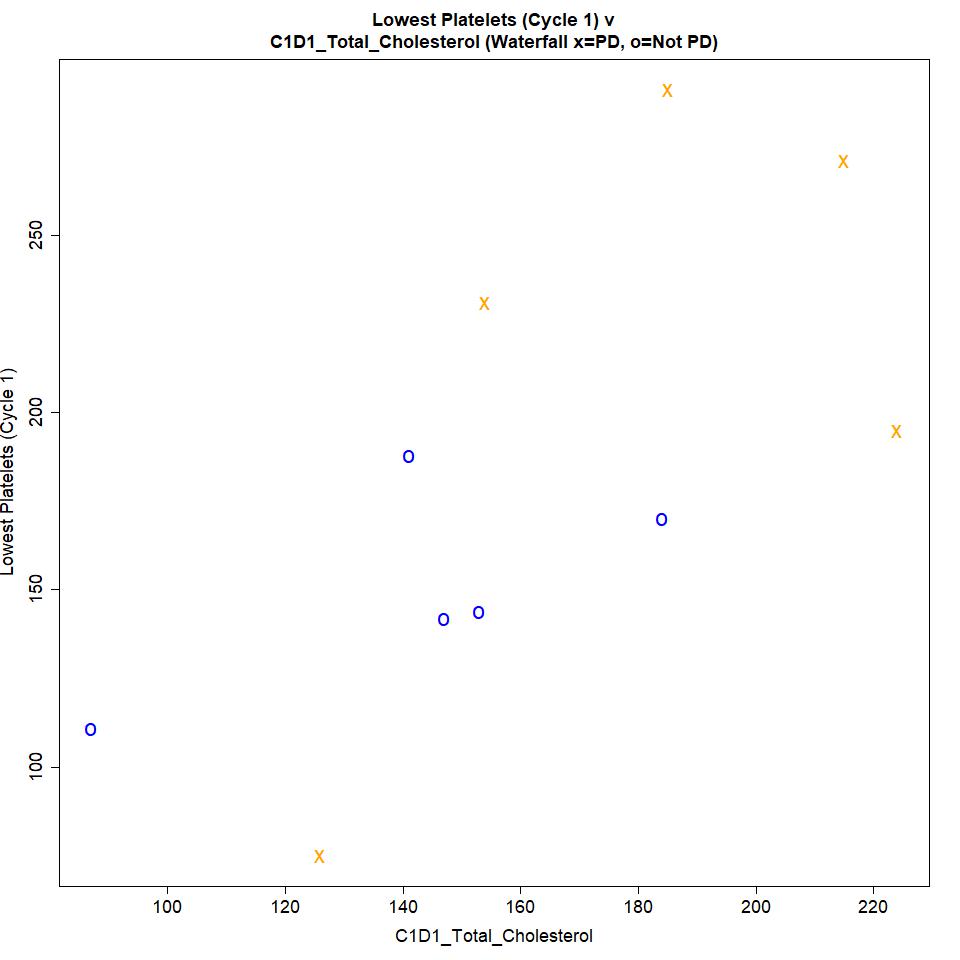 Lowest Platelets (Cycle 1) v
C1D1_Total_Cholesterol (Waterfall x=PD, o=Not PD)
Lowest Platelets (Cycle 1)
250
200
150
100
X
X
X
X
O
O
O
O
O
X
100 120 140 160 180 200 220
C1D1_Total_Cholesterol